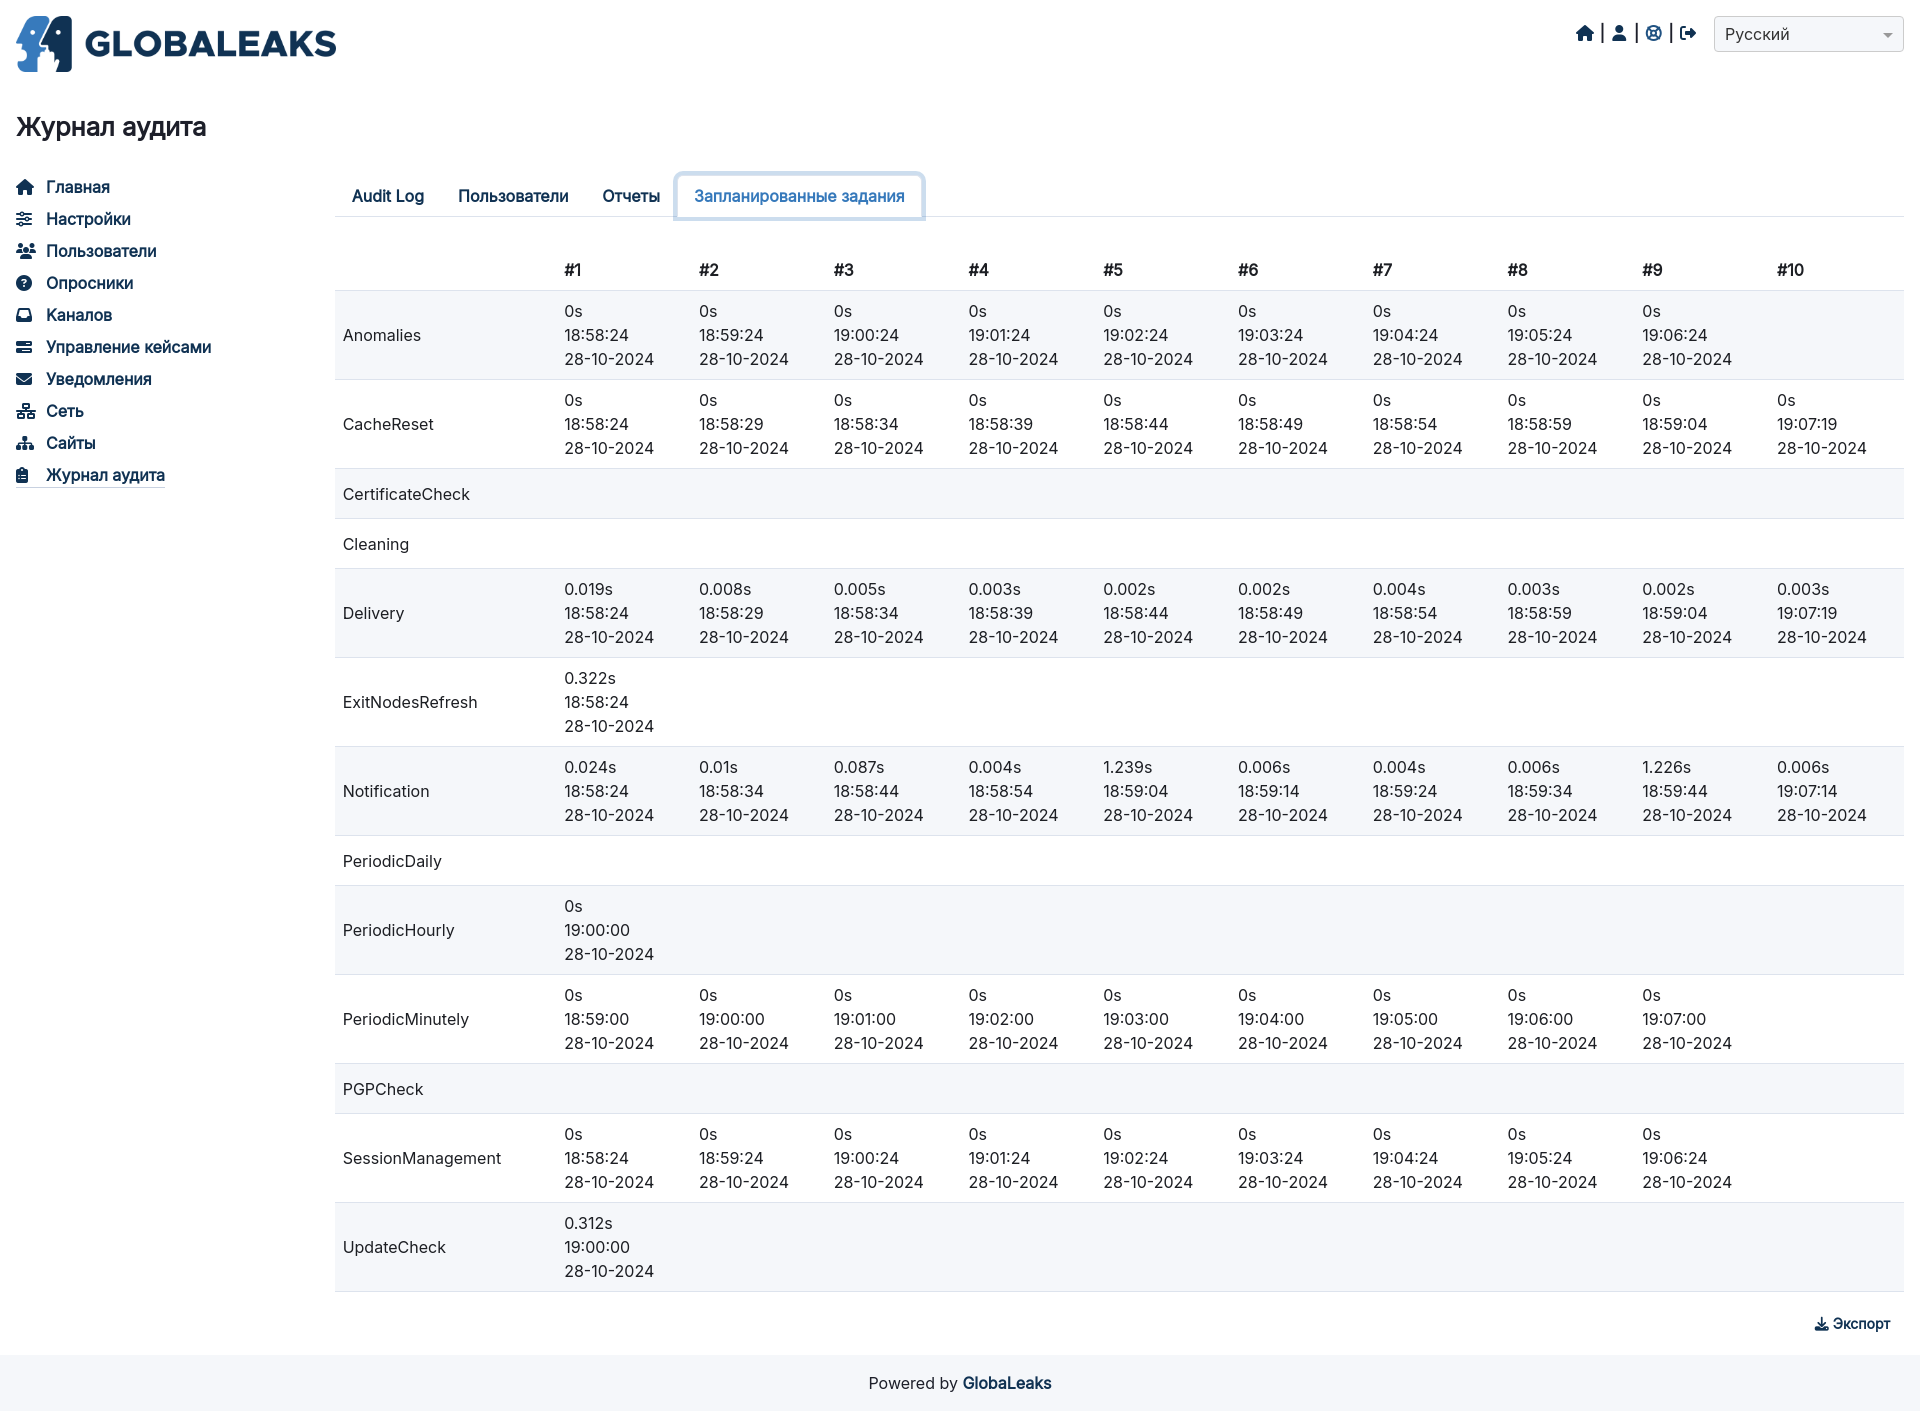 GLOBALEAKS
| | | Русский
Журнал аудита
Главная
Настройки
Пользователи
Опросники
Каналов
Управление кейсами
Уведомления
Сеть
Сайты
Журнал аудита
Audit Log Пользователи Отчеты Запланированные задания
#1 #2 #3 #4 #5 #6 #7 #8 #9 #10
0s 0s 0s 0s 0s 0s 0s 0s 0s
Anomalies 18:58:24 18:59:24 19:00:24 19:01:24 19:02:24 19:03:24 19:04:24 19:05:24 19:06:24
28-10-2024 28-10-2024 28-10-2024 28-10-2024 28-10-2024 28-10-2024 28-10-2024 28-10-2024 28-10-2024
0s 0s 0s 0s 0s 0s 0s 0s 0s 0s
CacheReset 18:58:24 18:58:29 18:58:34 18:58:39 18:58:44 18:58:49 18:58:54 18:58:59 18:59:04 19:07:19
28-10-2024 28-10-2024 28-10-2024 28-10-2024 28-10-2024 28-10-2024 28-10-2024 28-10-2024 28-10-2024 28-10-2024
CertificateCheck
Cleaning
0.019s 0.008s 0.005s 0.003s 0.002s 0.002s 0.004s 0.003s 0.002s 0.003s
Delivery 18:58:24 18:58:29 18:58:34 18:58:39 18:58:44 18:58:49 18:58:54 18:58:59 18:59:04 19:07:19
28-10-2024 28-10-2024 28-10-2024 28-10-2024 28-10-2024 28-10-2024 28-10-2024 28-10-2024 28-10-2024 28-10-2024
0.322s
ExitNodesRefresh 18:58:24
28-10-2024
0.024s 0.01s 0.087s 0.004s 1.239s 0.006s 0.004s 0.006s 1.226s 0.006s
Notification 18:58:24 18:58:34 18:58:44 18:58:54 18:59:04 18:59:14 18:59:24 18:59:34 18:59:44 19:07:14
28-10-2024 28-10-2024 28-10-2024 28-10-2024 28-10-2024 28-10-2024 28-10-2024 28-10-2024 28-10-2024 28-10-2024
PeriodicDaily
0s
PeriodicHourly 19:00:00
28-10-2024
0s 0s 0s 0s 0s 0s 0s 0s 0s
PeriodicMinutely 18:59:00 19:00:00 19:01:00 19:02:00 19:03:00 19:04:00 19:05:00 19:06:00 19:07:00
28-10-2024 28-10-2024 28-10-2024 28-10-2024 28-10-2024 28-10-2024 28-10-2024 28-10-2024 28-10-2024
PGPCheck
0s 0s 0s 0s 0s 0s 0s 0s 0s
SessionManagement 18:58:24 18:59:24 19:00:24 19:01:24 19:02:24 19:03:24 19:04:24 19:05:24 19:06:24
28-10-2024 28-10-2024 28-10-2024 28-10-2024 28-10-2024 28-10-2024 28-10-2024 28-10-2024 28-10-2024
0.312s
UpdateCheck 19:00:00
28-10-2024
Экспорт
Powered by GlobaLeaks